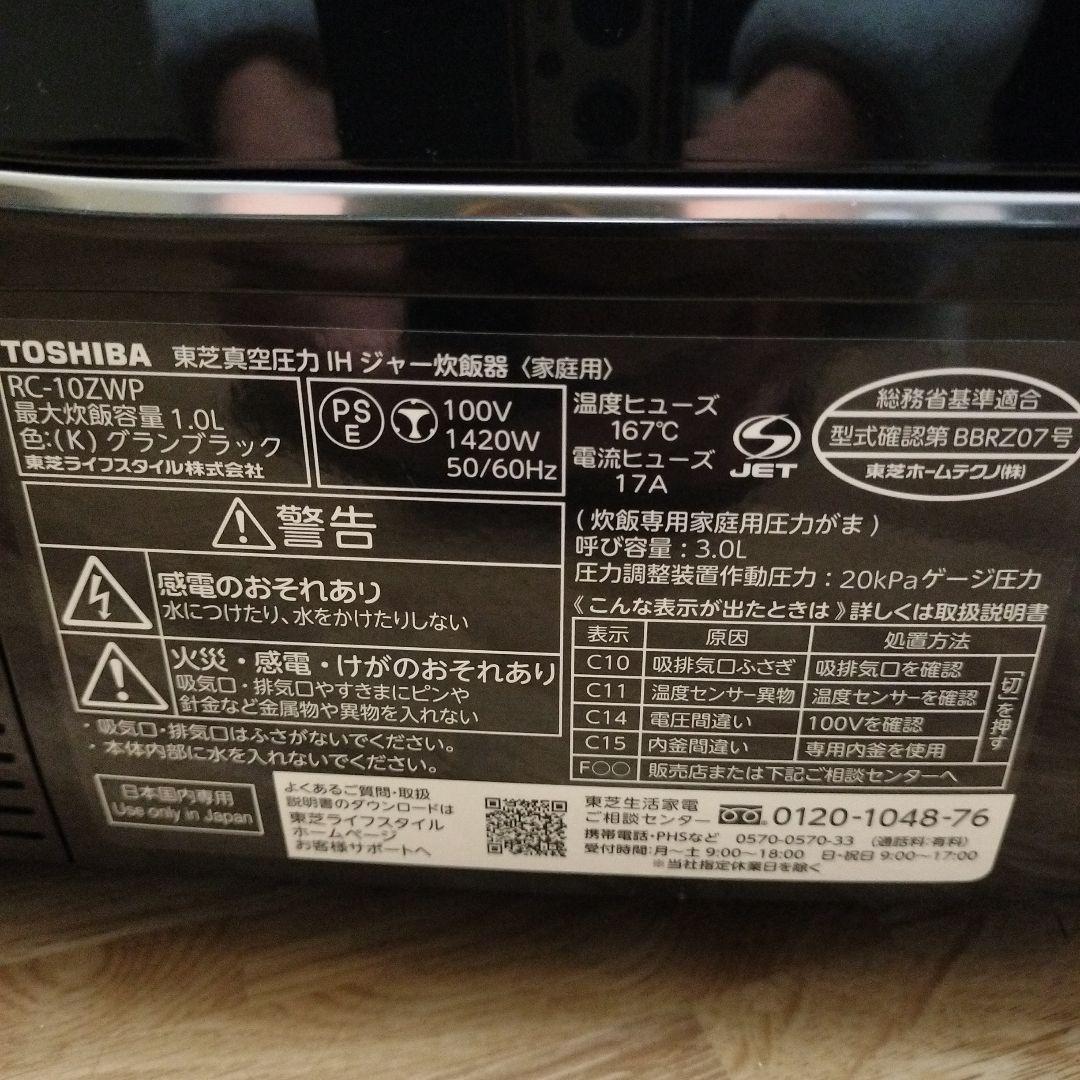 TOSHIBA 東芝真空圧力IHジャー炊飯器〈家庭用〉
RC-10ZWP
最大炊飯容量 1.0L
色:(K)グランブラック
東芝ライフスタイル株式会社
PS
E
100V
1420W
50/60Hz
温度ヒューズ
167℃
電流ヒューズ
17A
JET
総務省基準適合
型式確認第BBRZ07号
東芝ホームテクノ(株)
警告
感電のおそれあり
水につけたり、水をかけたりしない
火災・感電・けがのおそれあり
吸気口・排気口やすきまにピンや
針金など金属物や異物を入れない
・吸気口・排気口はふさがないでください。
・本体内部に水を入れないでください。
日本国内専用
Use only in Japan
(炊飯専用家庭用圧力がま)
呼び容量:3.0L
圧力調整装置作動圧力:20kPaゲージ圧力
《こんな表示が出たときは》詳しくは取扱説明書
表示 原因 処置方法
C10 吸排気口ふさぎ 吸排気口を確認
C11 温度センサー異物 温度センサーを確認
C14 電圧間違い 100Vを確認
C15 内釜間違い 専用内釜を使用
「切」を押す
F○○ 販売店または下記ご相談センターへ
よくあるご質問・取扱
説明書のダウンロードは
東芝ライフスタイル
ホームページ
お客様サポートへ
東芝生活家電
ご相談センター 0120-1048-76
携帯電話・PHSなど 0570-0570-33 (通話料:有料)
受付時間:月~土 9:00~18:00 日・祝日 9:00~17:00
※当社指定休業日を除く